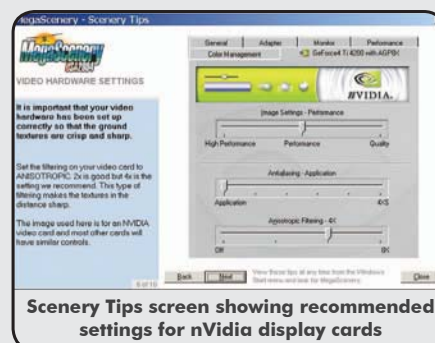 MegaScenery - Scenery Tips
MegaScenery
VIDEO HARDWARE SETTINGS
It is important that your video
hardware has been set up
correctly so that the ground
textures are crisp and sharp.
Set the filtering on your video card to
ANISOTROPIC. 2x is good but 4x is the
setting we recommend. This type of
filtering makes the textures in the
distance sharp.
The image used here is for an NVIDIA
video card and most other cards will
have similar controls.
6 of 10
General Adapter Monitor Performance
Color Management GeForce4 Ti 4200 with AGP8X
NVIDIA.
Image Settings - Performance
High Performance Performance Quality
Antialiasing - Application
Application 4XS
Anisotropic Filtering - 4X
Off 8X
Back Next View these tips at any time from the Windows
Start menu and look for MegaScenery. Close
Scenery Tips screen showing recommended
settings for nVidia display cards